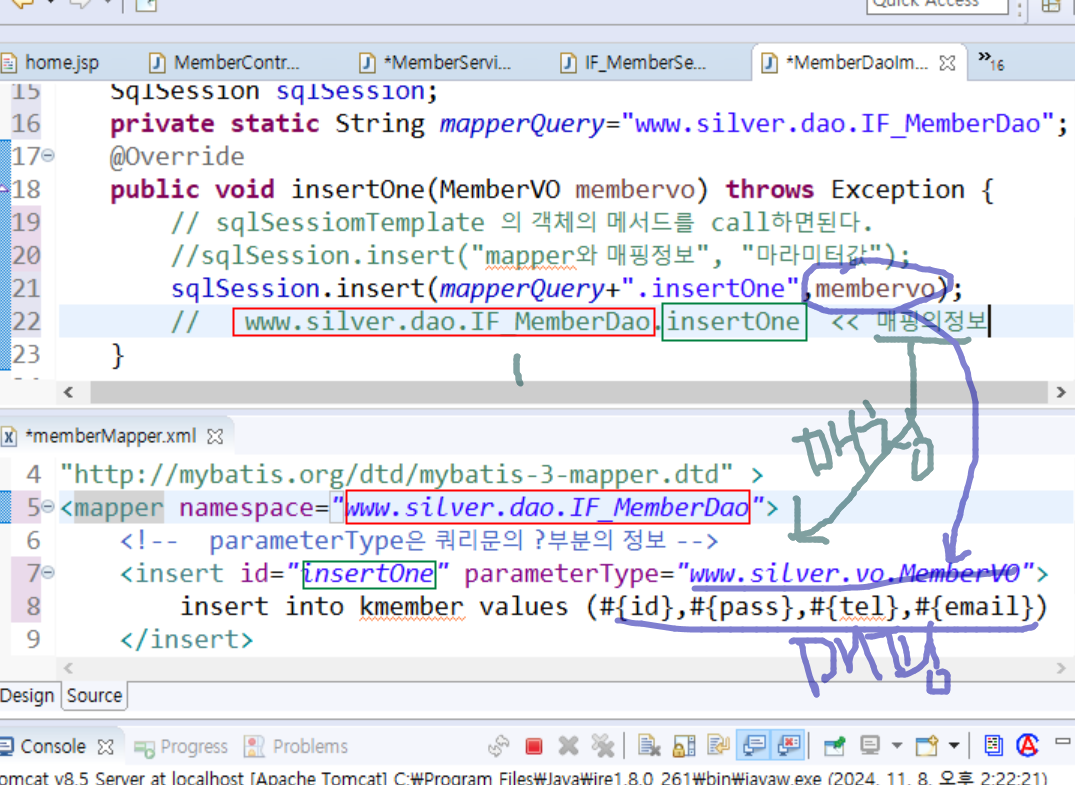 Quick Access
home.jsp
MemberContr...
*MemberServi...
IF_MemberSe...
*MemberDaoIm...
»16
15 SqlSession sqlSession;
16 private static String mapperQuery="www.silver.dao.IF_MemberDao";
17 @Override
18 public void insertOne(MemberVO membervo) throws Exception {
19 // sqlSessiomTemplate 의 객체의 메서드를 call하면된다.
20 //sqlSession.insert("mapper와 매핑정보", "마라미터값");
21 sqlSession.insert(mapperQuery+".insertOne",membervo);
22 // www.silver.dao.IF_MemberDao.insertOne << 매핑의정보
23 }
매핑
*memberMapper.xml
4 "http://mybatis.org/dtd/mybatis-3-mapper.dtd" >
5 <mapper namespace="www.silver.dao.IF_MemberDao">
6 <!-- parameterType은 쿼리문의 ?부분의 정보 -->
7 <insert id="insertOne" parameterType="www.silver.vo.MemberVO">
8 insert into kmember values (#{id},#{pass},#{tel},#{email})
9 </insert>
매핑
Design Source
Console Progress Problems
omcat v8.5 Server at localhost [Apache Tomcat] C:₩Program Files₩Java₩jre1.8.0_261₩bin₩javaw.exe (2024. 11. 8. 오후 2:22:21)